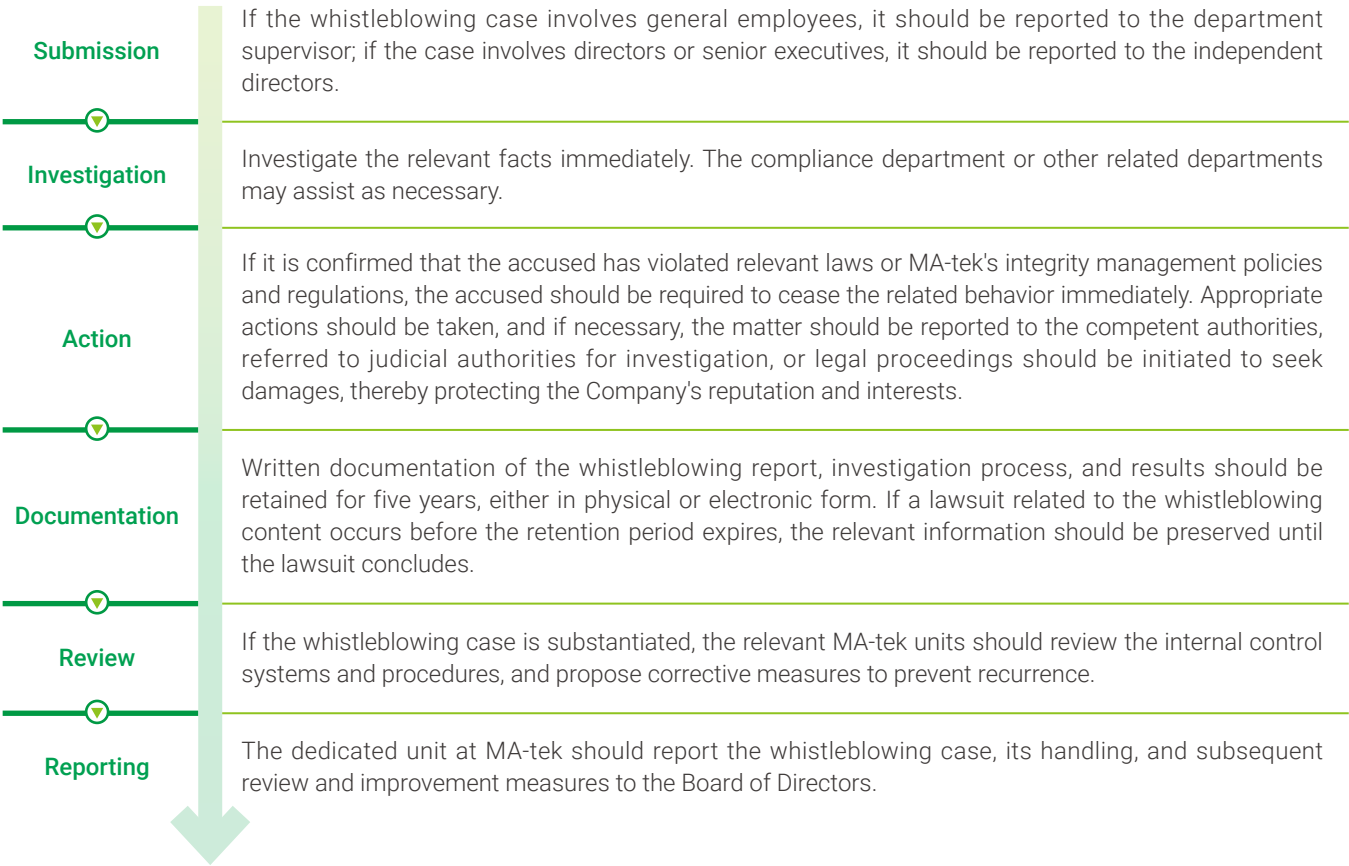 Submission
If the whistleblowing case involves general employees, it should be reported to the department
supervisor; if the case involves directors or senior executives, it should be reported to the independent
directors.
Investigation
Investigate the relevant facts immediately. The compliance department or other related departments
may assist as necessary.
Action
If it is confirmed that the accused has violated relevant laws or MA-tek's integrity management policies
and regulations, the accused should be required to cease the related behavior immediately. Appropriate
actions should be taken, and if necessary, the matter should be reported to the competent authorities,
referred to judicial authorities for investigation, or legal proceedings should be initiated to seek
damages, thereby protecting the Company's reputation and interests.
Documentation
Written documentation of the whistleblowing report, investigation process, and results should be
retained for five years, either in physical or electronic form. If a lawsuit related to the whistleblowing
content occurs before the retention period expires, the relevant information should be preserved until
the lawsuit concludes.
Review
If the whistleblowing case is substantiated, the relevant MA-tek units should review the internal control
systems and procedures, and propose corrective measures to prevent recurrence.
Reporting
The dedicated unit at MA-tek should report the whistleblowing case, its handling, and subsequent
review and improvement measures to the Board of Directors.